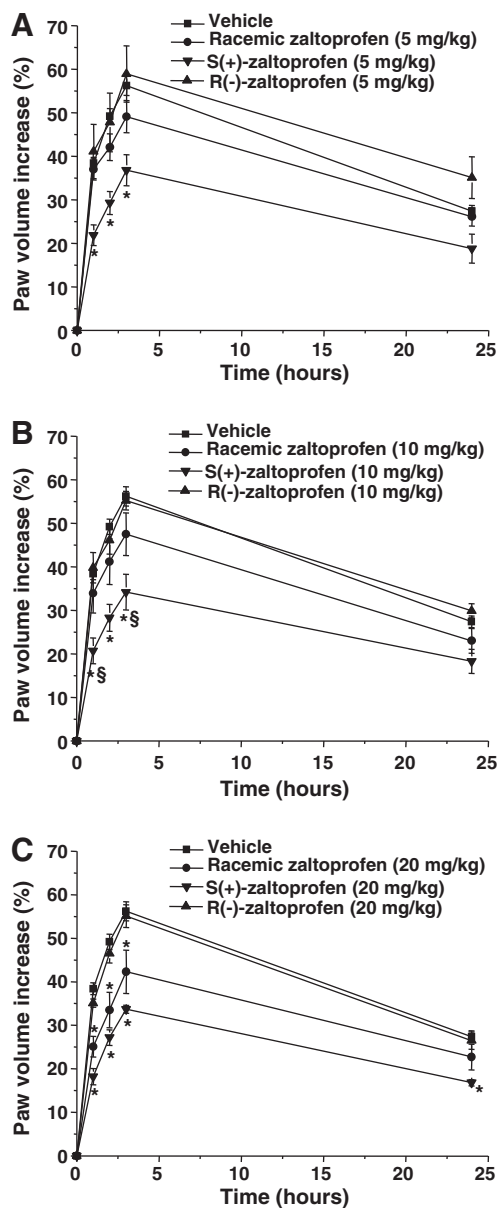 A
Vehicle
Racemic zaltoprofen (5 mg/kg)
S(+)-zaltoprofen (5 mg/kg)
R(-)-zaltoprofen (5 mg/kg)
Paw volume increase (%)
70
60
50
40
30
20
10
0
* * *
0 5 10 15 20 25
Time (hours)
B
Vehicle
Racemic zaltoprofen (10 mg/kg)
S(+)-zaltoprofen (10 mg/kg)
R(-)-zaltoprofen (10 mg/kg)
Paw volume increase (%)
70
60
50
40
30
20
10
0
*§ * *§
0 5 10 15 20 25
Time (hours)
C
Vehicle
Racemic zaltoprofen (20 mg/kg)
S(+)-zaltoprofen (20 mg/kg)
R(-)-zaltoprofen (20 mg/kg)
Paw volume increase (%)
70
60
50
40
30
20
10
0
* * *
* * * *
0 5 10 15 20 25
Time (hours)